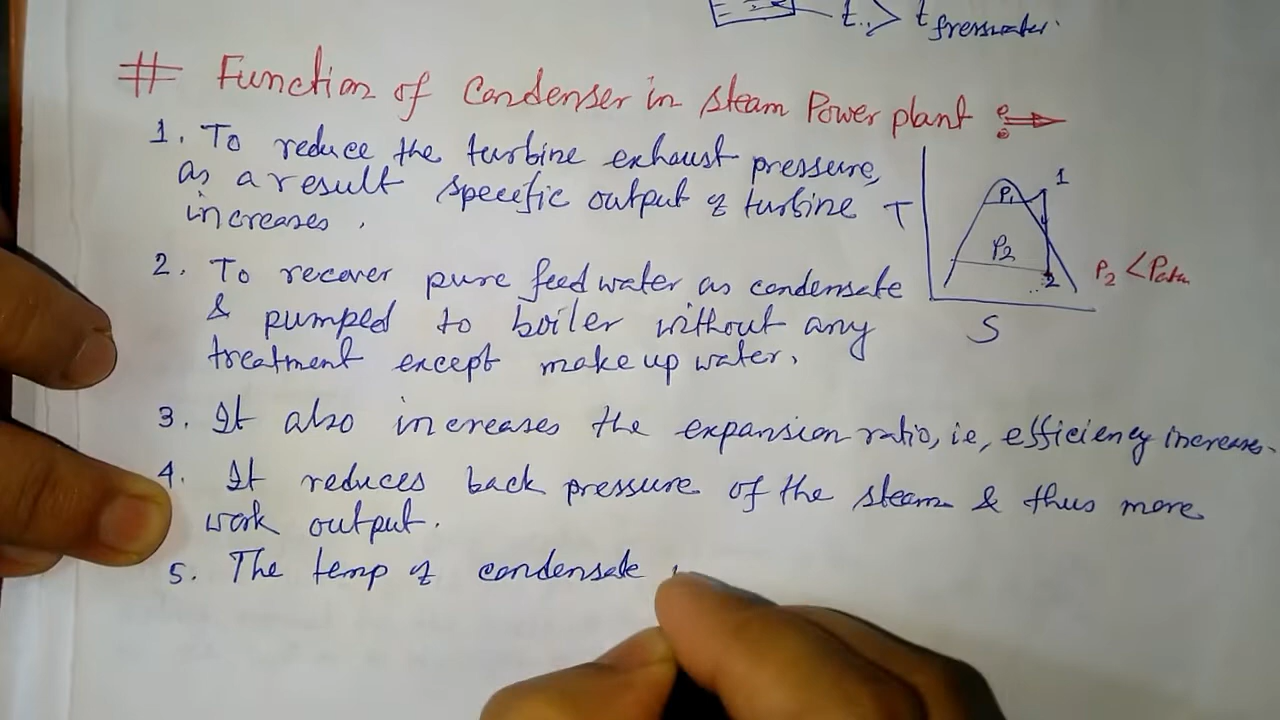 t.. > t freswater.
# Function of Condenser in steam Power plant :⇒
1. To reduce the turbine exhaust pressure,
as a result specific output of turbine
increases.
T
P1
1
P2
2
P2 < Patm
S
2. To recover pure feed water as condensate
& pumped to boiler without any
treatment except make up water.
3. It also increases the expansion ratio, ie, efficiency increases.
4. It reduces back pressure of the steam & thus more
work output.
5. The temp of condensate